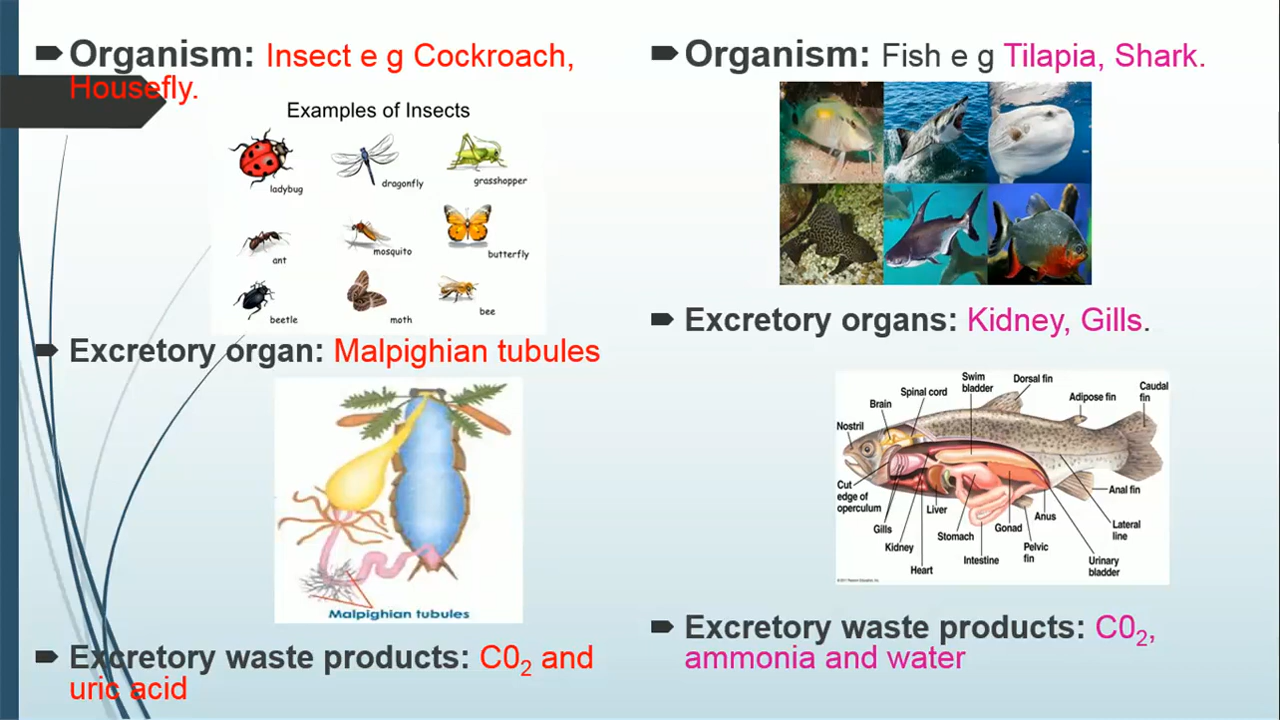 Organism: Insect e g Cockroach,
Housefly.
Examples of Insects
ladybug
dragonfly
grasshopper
ant
mosquito
butterfly
beetle
moth
bee
Excretory organ: Malpighian tubules
Malpighian tubules
Excretory waste products: C0₂ and
uric acid
Organism: Fish e g Tilapia, Shark.
Excretory organs: Kidney, Gills.
Nostril
Brain
Spinal cord
Swim
bladder
Dorsal fin
Adipose fin
Caudal
fin
Cut
edge of
operculum
Gills
Kidney
Heart
Liver
Stomach
Intestine
Gonad
Pelvic
fin
Anus
Urinary
bladder
Lateral
line
Anal fin
Excretory waste products: C0₂,
ammonia and water